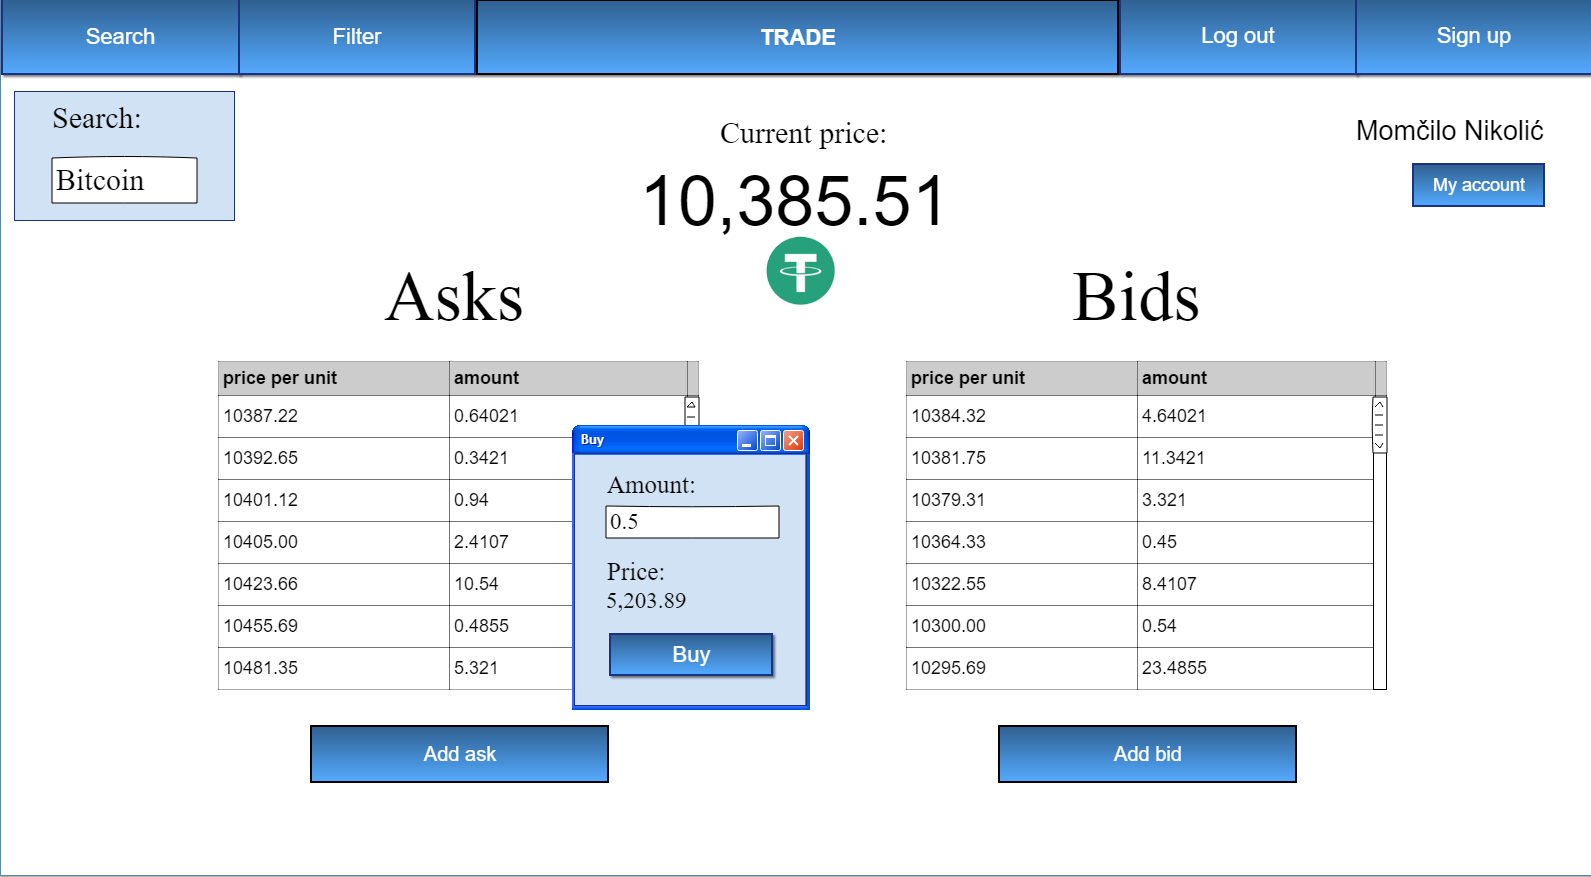 Search Filter TRADE Log out Sign up
Search:
Bitcoin
Current price:
10,385.51
Momčilo Nikolić
My account
Asks
price per unit amount
10387.22 0.64021
10392.65 0.3421
10401.12 0.94
10405.00 2.4107
10423.66 10.54
10455.69 0.4855
10481.35 5.321
Add ask
Buy
Amount:
0.5
Price:
5,203.89
Buy
Bids
price per unit amount
10384.32 4.64021
10381.75 11.3421
10379.31 3.321
10364.33 0.45
10322.55 8.4107
10300.00 0.54
10295.69 23.4855
Add bid